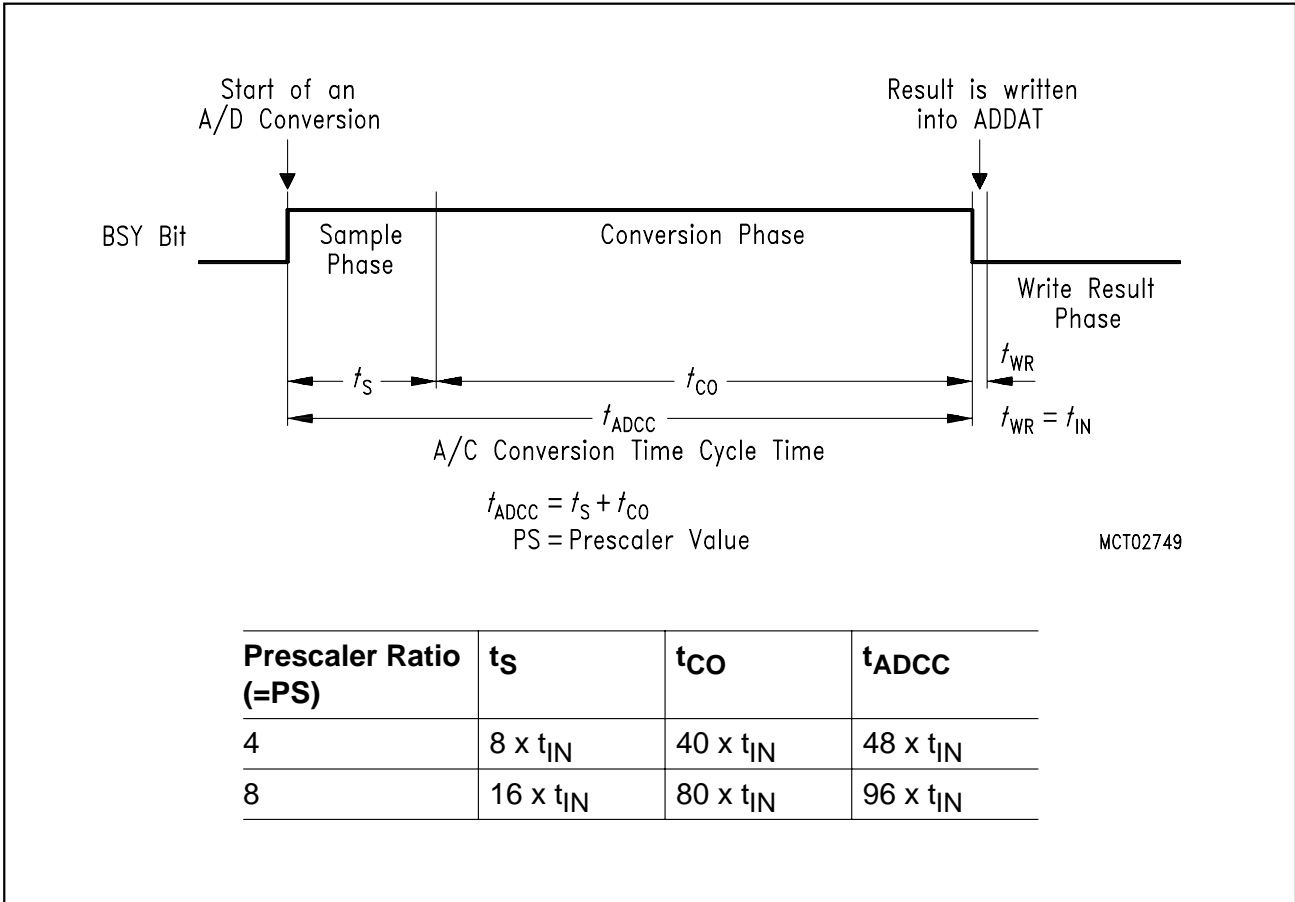 Start of an
A/D Conversion
Result is written
into ADDAT
BSY Bit
Sample
Phase
Conversion Phase
Write Result
Phase
tS
tCO
tWR
tADCC
tWR = tIN
A/C Conversion Time Cycle Time
tADCC = tS + tCO
PS = Prescaler Value
MCT02749
Prescaler Ratio
(=PS)
tS
tCO
tADCC
4
8 x tIN
40 x tIN
48 x tIN
8
16 x tIN
80 x tIN
96 x tIN